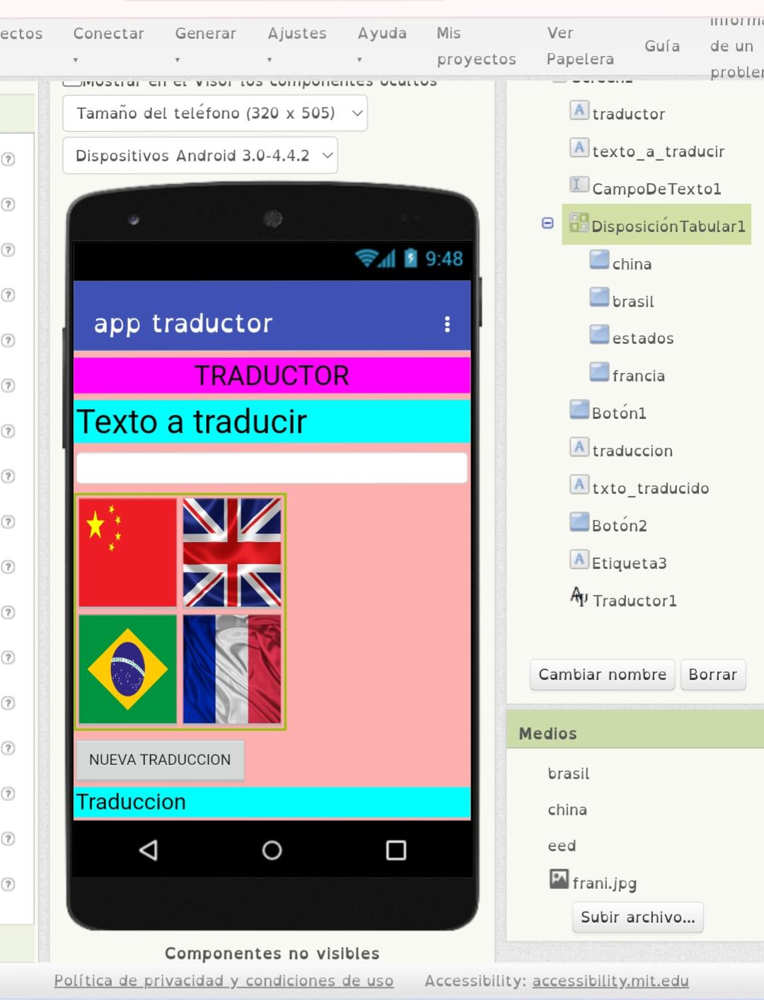 ectos
Conectar
Generar
Ajustes
Ayuda
Mis proyectos
Ver Papelera
Guía
de un
Mostrar en el Visor los componentes ocultos
Tamaño del teléfono (320 x 505)
Dispositivos Android 3.0-4.4.2
9:48
app traductor
TRADUCTOR
Texto a traducir
NUEVA TRADUCCION
Traduccion
Componentes no visibles
Screen1
traductor
texto_a_traducir
CampoDeTexto1
DisposiciónTabular1
china
brasil
estados
francia
Botón1
traduccion
txto_traducido
Botón2
Etiqueta3
Traductor1
Cambiar nombre
Borrar
Medios
brasil
china
eed
frani.jpg
Subir archivo...
Política de privacidad y condiciones de uso
Accessibility: accessibility.mit.edu